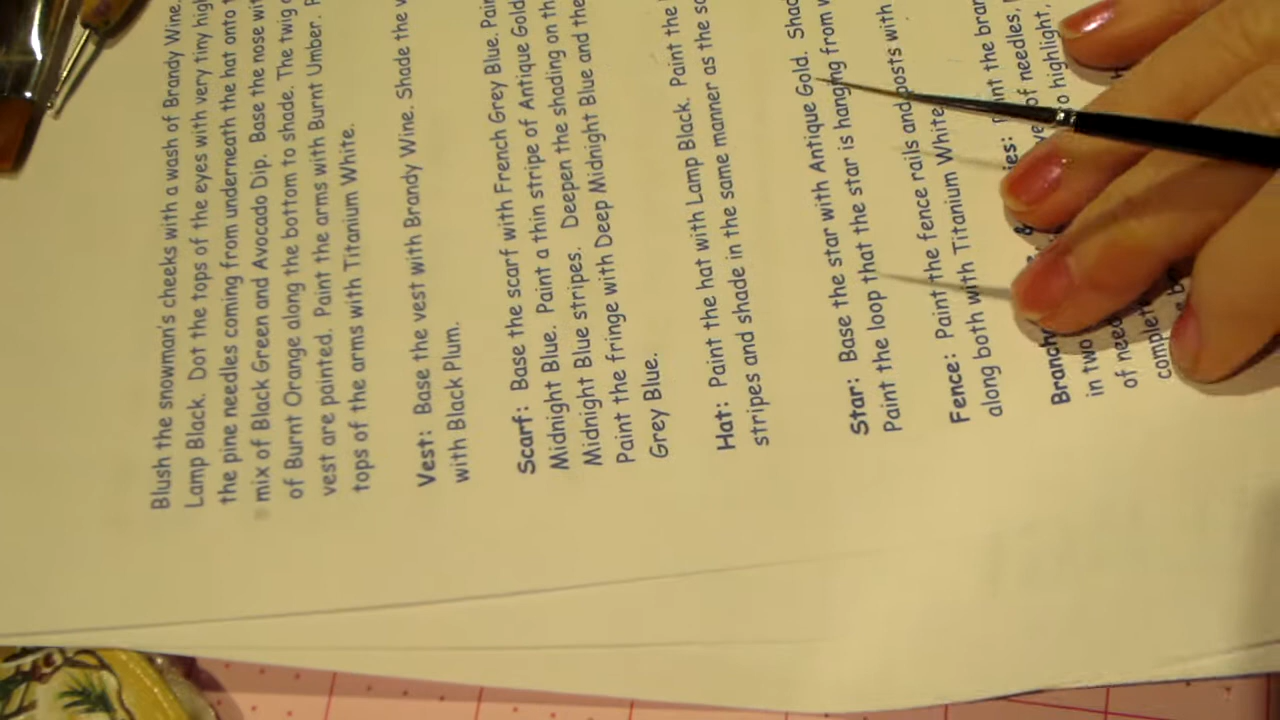 Blush the snowman's cheeks with a wash of Brandy Wine.
Lamp Black. Dot the tops of the eyes with very tiny
the pine needles coming from underneath the hat onto
mix of Black Green and Avocado Dip. Base the nose
of Burnt Orange along the bottom to shade. The Twig
vest are painted. Paint the arms with Burnt Umber.
tops of the arms with Titanium White.
Vest: Base the vest with Brandy Wine. Shade the
with Black Plum.
Scarf: Base the scarf with French Grey Blue.
Midnight Blue. Paint a thin stripe of Antique Gold
Midnight Blue stripes. Deepen the shading on
Paint the fringe with Deep Midnight Blue and the
Grey Blue.
Hat: Paint the hat with Lamp Black. Paint the
stripes and shade in the same manner as the
Star: Base the star with Antique Gold.
Paint the loop that the star is hanging from
Fence: Paint the fence rails and posts with
along both with Titanium White
&
the
in two of needles
of to highlight,